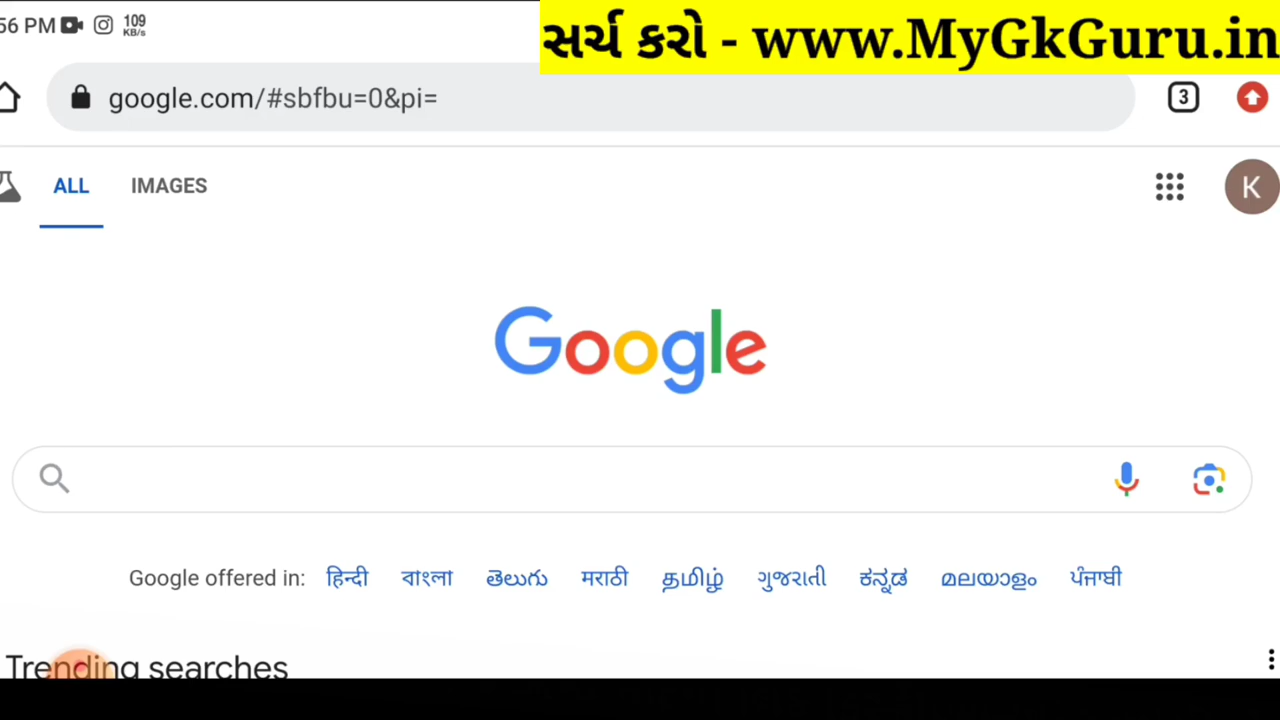 56 PM 109 KB/s
સર્ચ કરો - www.MyGkGuru.in
google.com/#sbfbu=0&pi=
3
ALL IMAGES
K
Google
Google offered in: हिन्दी বাংলা తెలుగు मराठी தமிழ் ગુજરાતી ಕನ್ನಡ മലയാളം ਪੰਜਾਬੀ
Trending searches